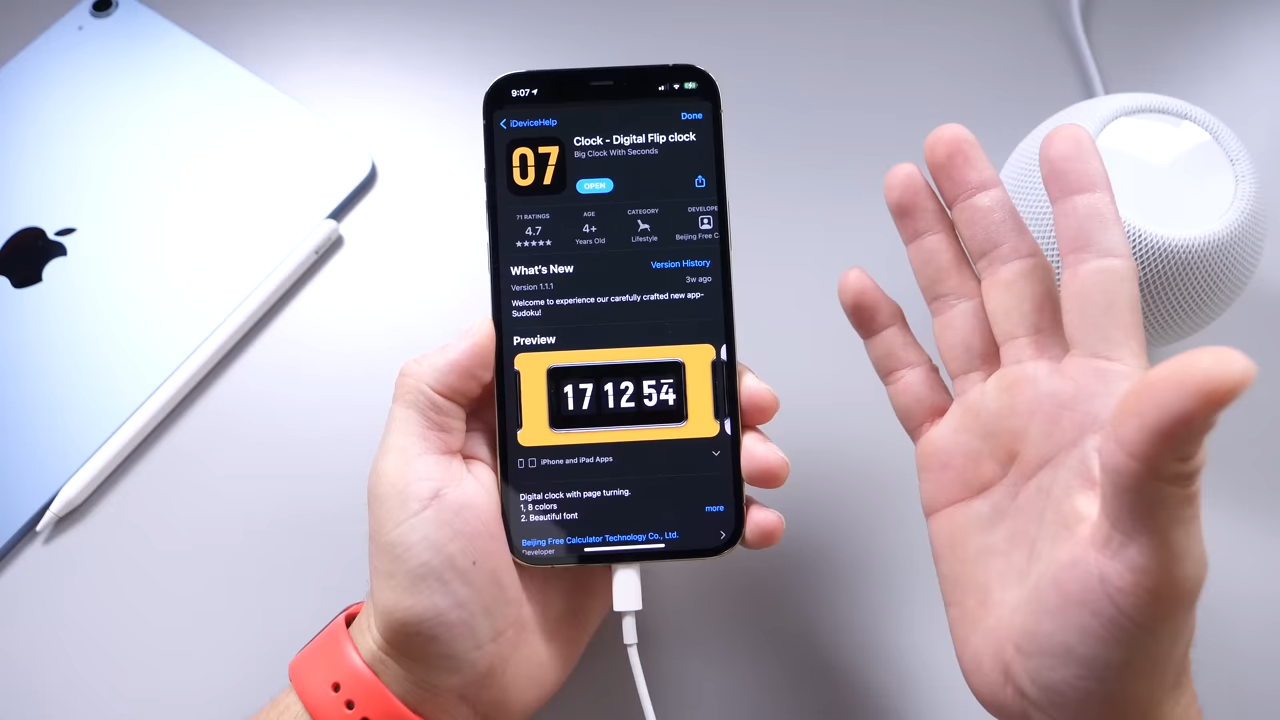 9:07
iDeviceHelp
Done
07
Clock - Digital Flip clock
Big Clock With Seconds
OPEN
71 RATINGS
4.7
★★★★★
AGE
4+
Years Old
CATEGORY
Lifestyle
DEVELOPE
Beijing Free C
What's New
Version History
Version 1.1.1
3w ago
Welcome to experience our carefully crafted new app-
Sudoku!
Preview
17 12 54
iPhone and iPad Apps
Digital clock with page turning.
1, 8 colors
2. Beautiful font
more
Beijing Free Calculator Technology Co., Ltd.
Developer